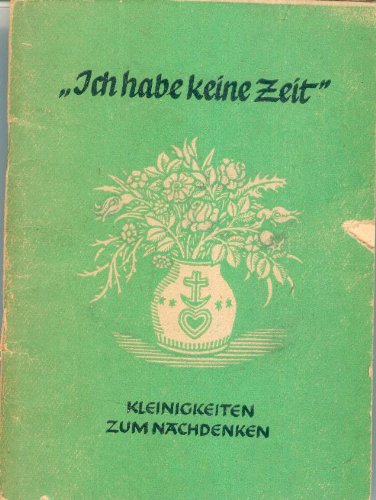 „Ich habe keine Zeit"
KLEINIGKEITEN
ZUM NACHDENKEN